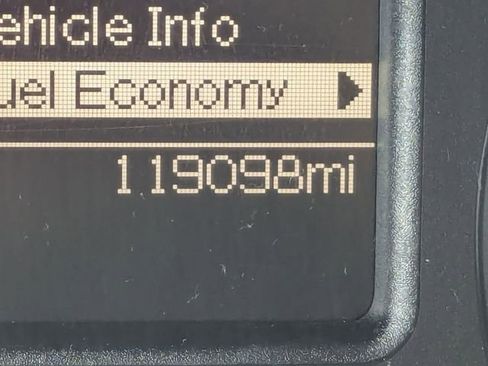 ehicle Info
uel Economy
119098mi